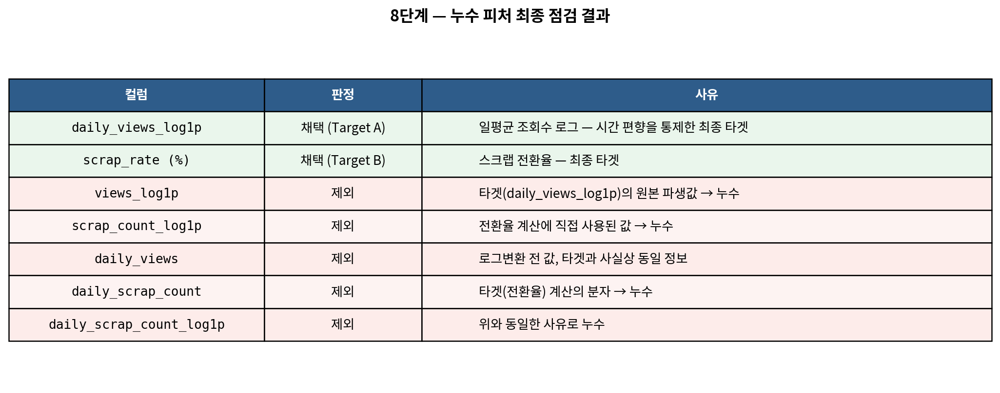 8단계 — 누수 피처 최종 점검 결과
컬럼 판정 사유
daily_views_log1p 채택 (Target A) 일평균 조회수 로그 — 시간 편향을 통제한 최종 타겟
scrap_rate (%) 채택 (Target B) 스크랩 전환율 — 최종 타겟
views_log1p 제외 타겟(daily_views_log1p)의 원본 파생값 → 누수
scrap_count_log1p 제외 전환율 계산에 직접 사용된 값 → 누수
daily_views 제외 로그변환 전 값, 타겟과 사실상 동일 정보
daily_scrap_count 제외 타겟(전환율) 계산의 분자 → 누수
daily_scrap_count_log1p 제외 위와 동일한 사유로 누수